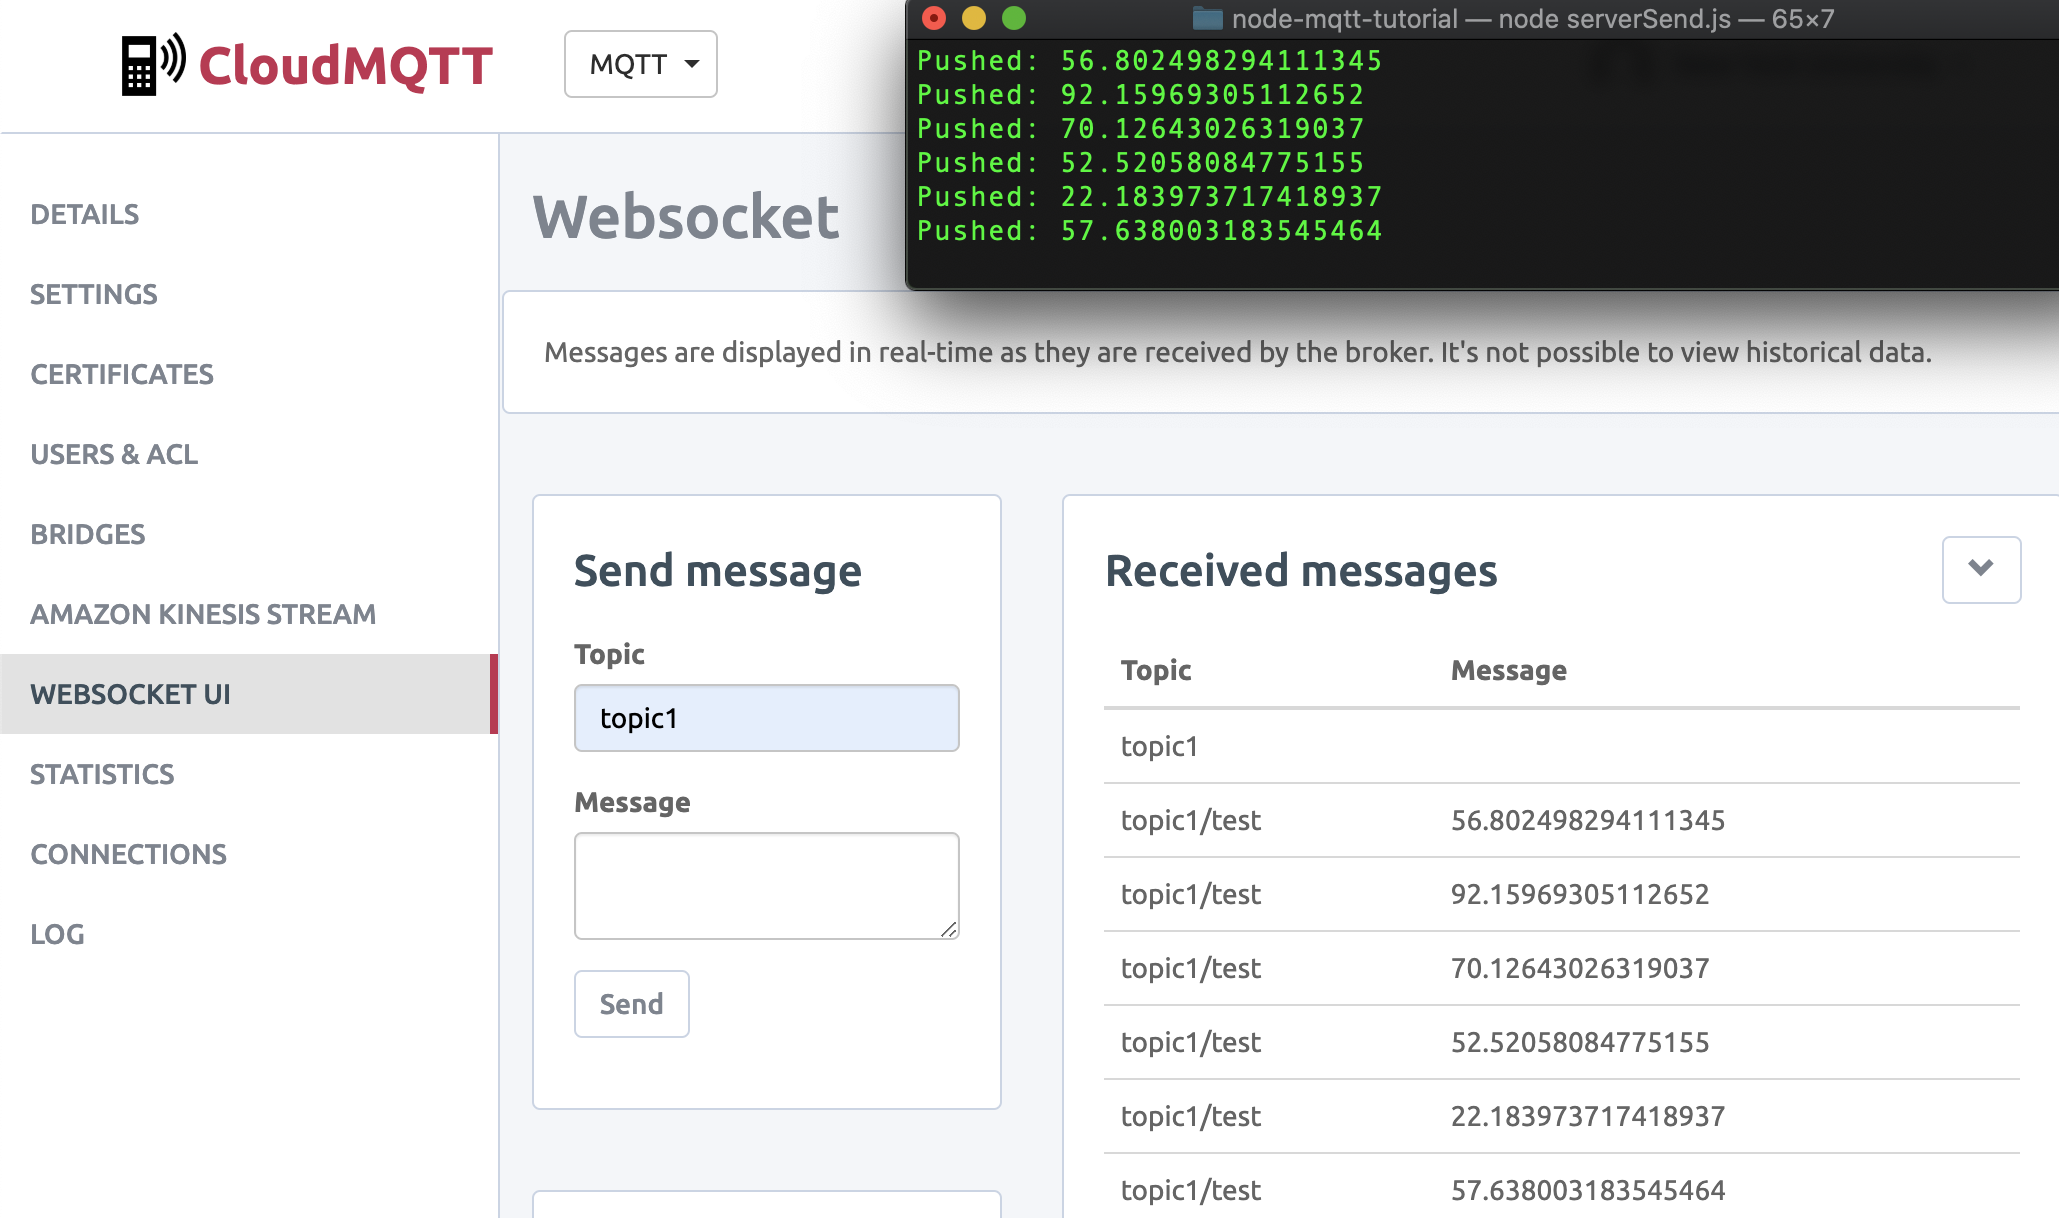 CloudMQTT
MQTT
node-mqtt-tutorial — node serverSend.js — 65×7
Pushed: 56.802498294111345
Pushed: 92.15969305112652
Pushed: 70.12643026319037
Pushed: 52.52058084775155
Pushed: 22.183973717418937
Pushed: 57.638003183545464
DETAILS
SETTINGS
CERTIFICATES
USERS & ACL
BRIDGES
AMAZON KINESIS STREAM
WEBSOCKET UI
STATISTICS
CONNECTIONS
LOG
Websocket
Messages are displayed in real-time as they are received by the broker. It's not possible to view historical data.
Send message
Topic
topic1
Message
Send
Received messages
Topic Message
topic1
topic1/test 56.802498294111345
topic1/test 92.15969305112652
topic1/test 70.12643026319037
topic1/test 52.52058084775155
topic1/test 22.183973717418937
topic1/test 57.638003183545464